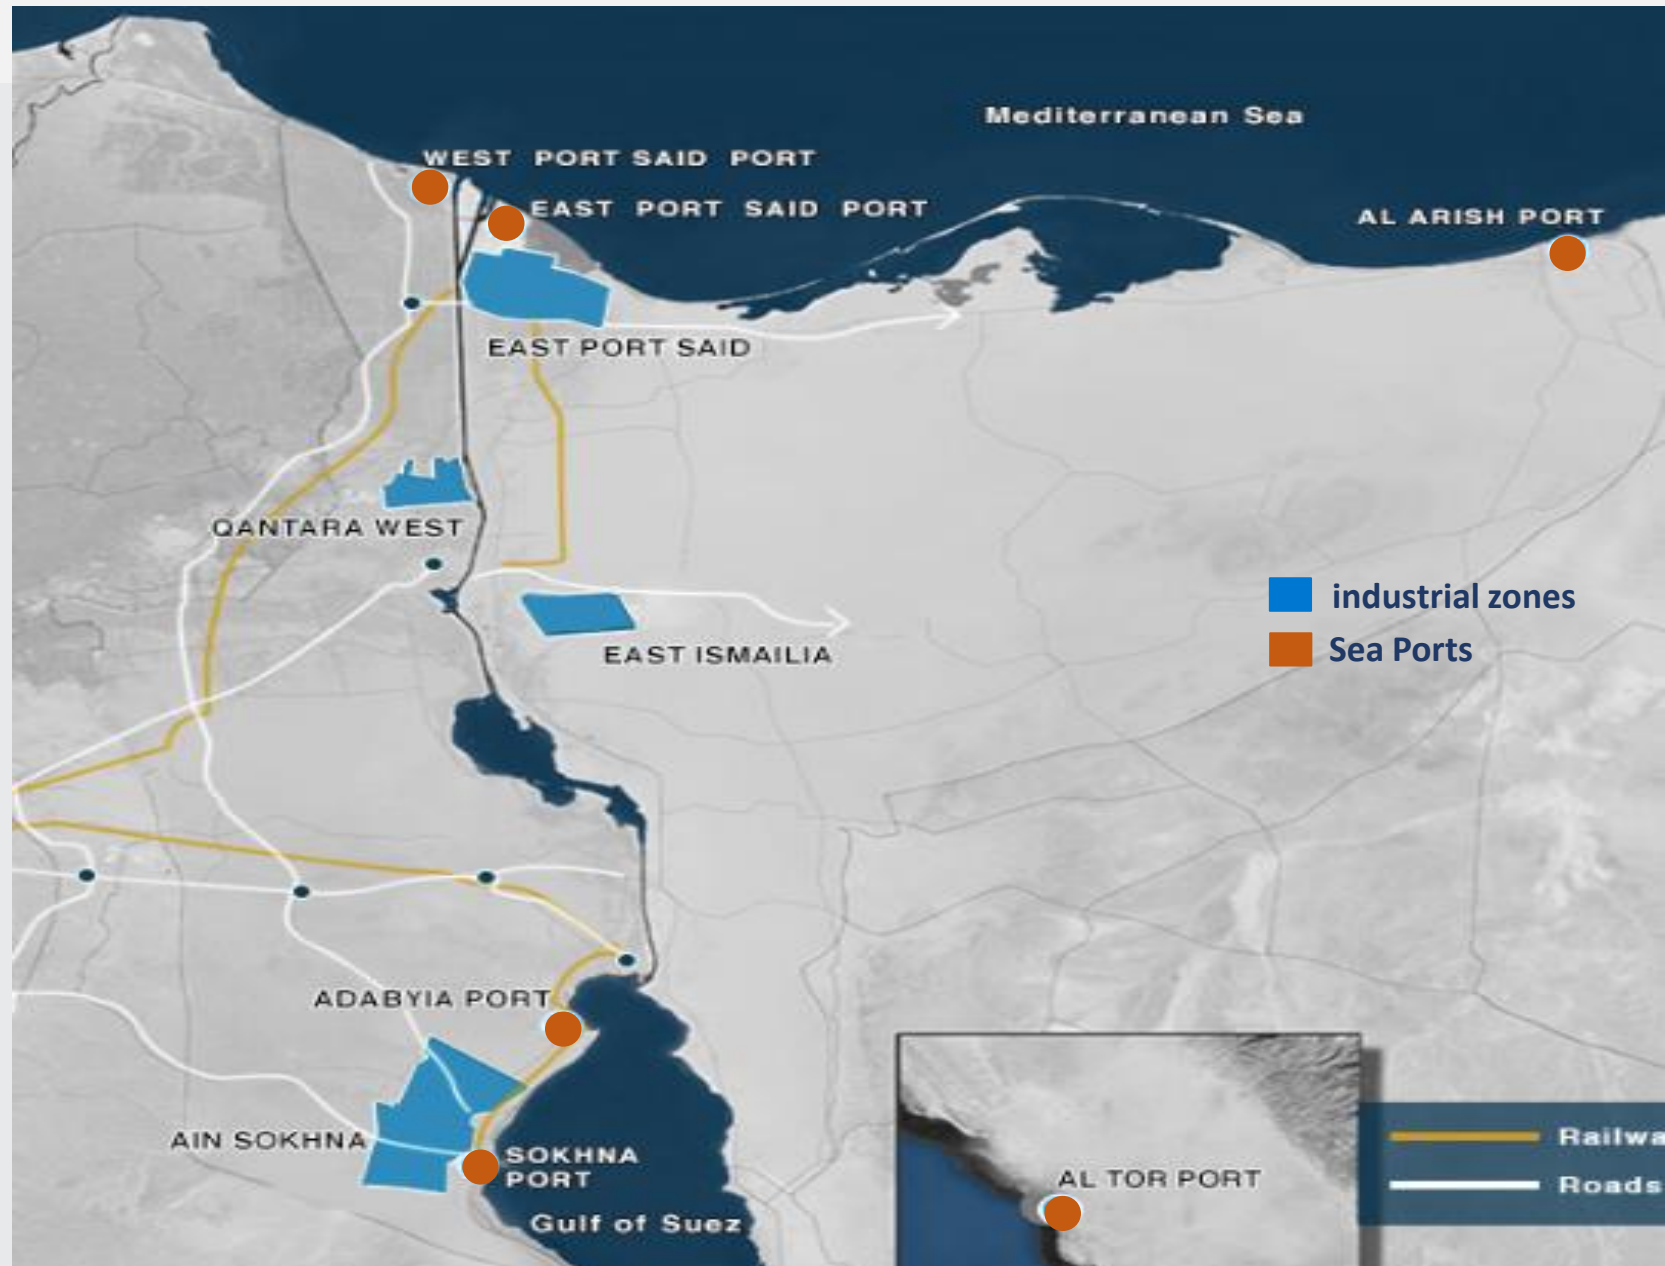 Mediterranean Sea
WEST PORT SAID PORT
EAST PORT SAID PORT
AL ARISH PORT
EAST PORT SAID
QANTARA WEST
industrial zones
Sea Ports
EAST ISMAILIA
ADABYIA PORT
AIN SOKHNA
SOKHNA
PORT
Gulf of Suez
AL TOR PORT
Railwa
Roads